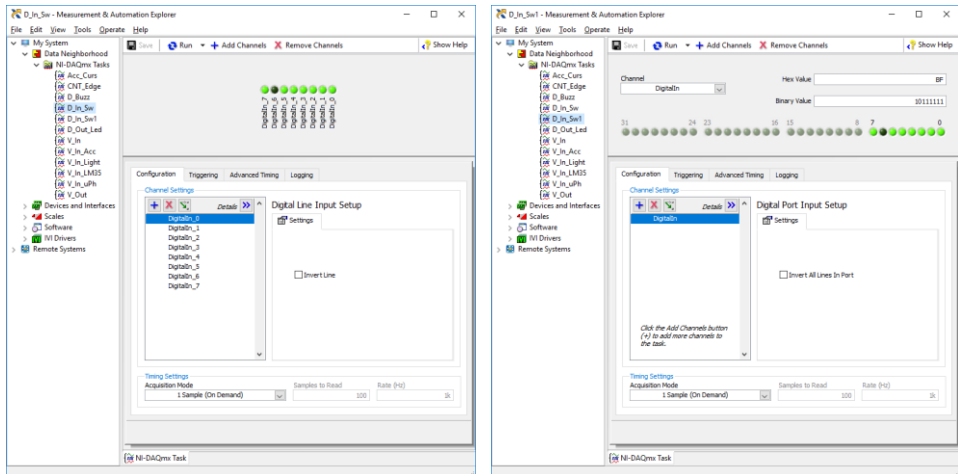 D_In_Sw - Measurement & Automation Explorer
File Edit View Tools Operate Help
My System
Data Neighborhood
NI-DAQmx Tasks
Acc_Curs
CNT_Edge
D_Buzz
D_In_Sw
D_In_Sw1
D_Out_Led
V_In
V_In_Acc
V_In_Light
V_In_LM35
V_In_uPh
V_Out
Devices and Interfaces
Scales
Software
IVI Drivers
Remote Systems
Save Run + Add Channels X Remove Channels Show Help
DigitalIn_7
DigitalIn_6
DigitalIn_5
DigitalIn_4
DigitalIn_3
DigitalIn_2
DigitalIn_1
DigitalIn_0
Configuration Triggering Advanced Timing Logging
Channel Settings
Details
DigitalIn_0
DigitalIn_1
DigitalIn_2
DigitalIn_3
DigitalIn_4
DigitalIn_5
DigitalIn_6
DigitalIn_7
Digital Line Input Setup
Settings
Invert Line
Timing Settings
Acquisition Mode Samples to Read Rate (Hz)
1 Sample (On Demand) 100 1k
NI-DAQmx Task
D_In_Sw1 - Measurement & Automation Explorer
File Edit View Tools Operate Help
My System
Data Neighborhood
NI-DAQmx Tasks
Acc_Curs
CNT_Edge
D_Buzz
D_In_Sw
D_In_Sw1
D_Out_Led
V_In
V_In_Acc
V_In_Light
V_In_LM35
V_In_uPh
V_Out
Devices and Interfaces
Scales
Software
IVI Drivers
Remote Systems
Save Run + Add Channels X Remove Channels Show Help
Channel Hex Value BF
DigitalIn
Binary Value 10111111
31 24 23 16 15 8 7 0
Configuration Triggering Advanced Timing Logging
Channel Settings
Details
DigitalIn
Click the Add Channels button
(+) to add more channels to
the task.
Digital Port Input Setup
Settings
Invert All Lines In Port
Timing Settings
Acquisition Mode Samples to Read Rate (Hz)
1 Sample (On Demand) 100 1k
NI-DAQmx Task